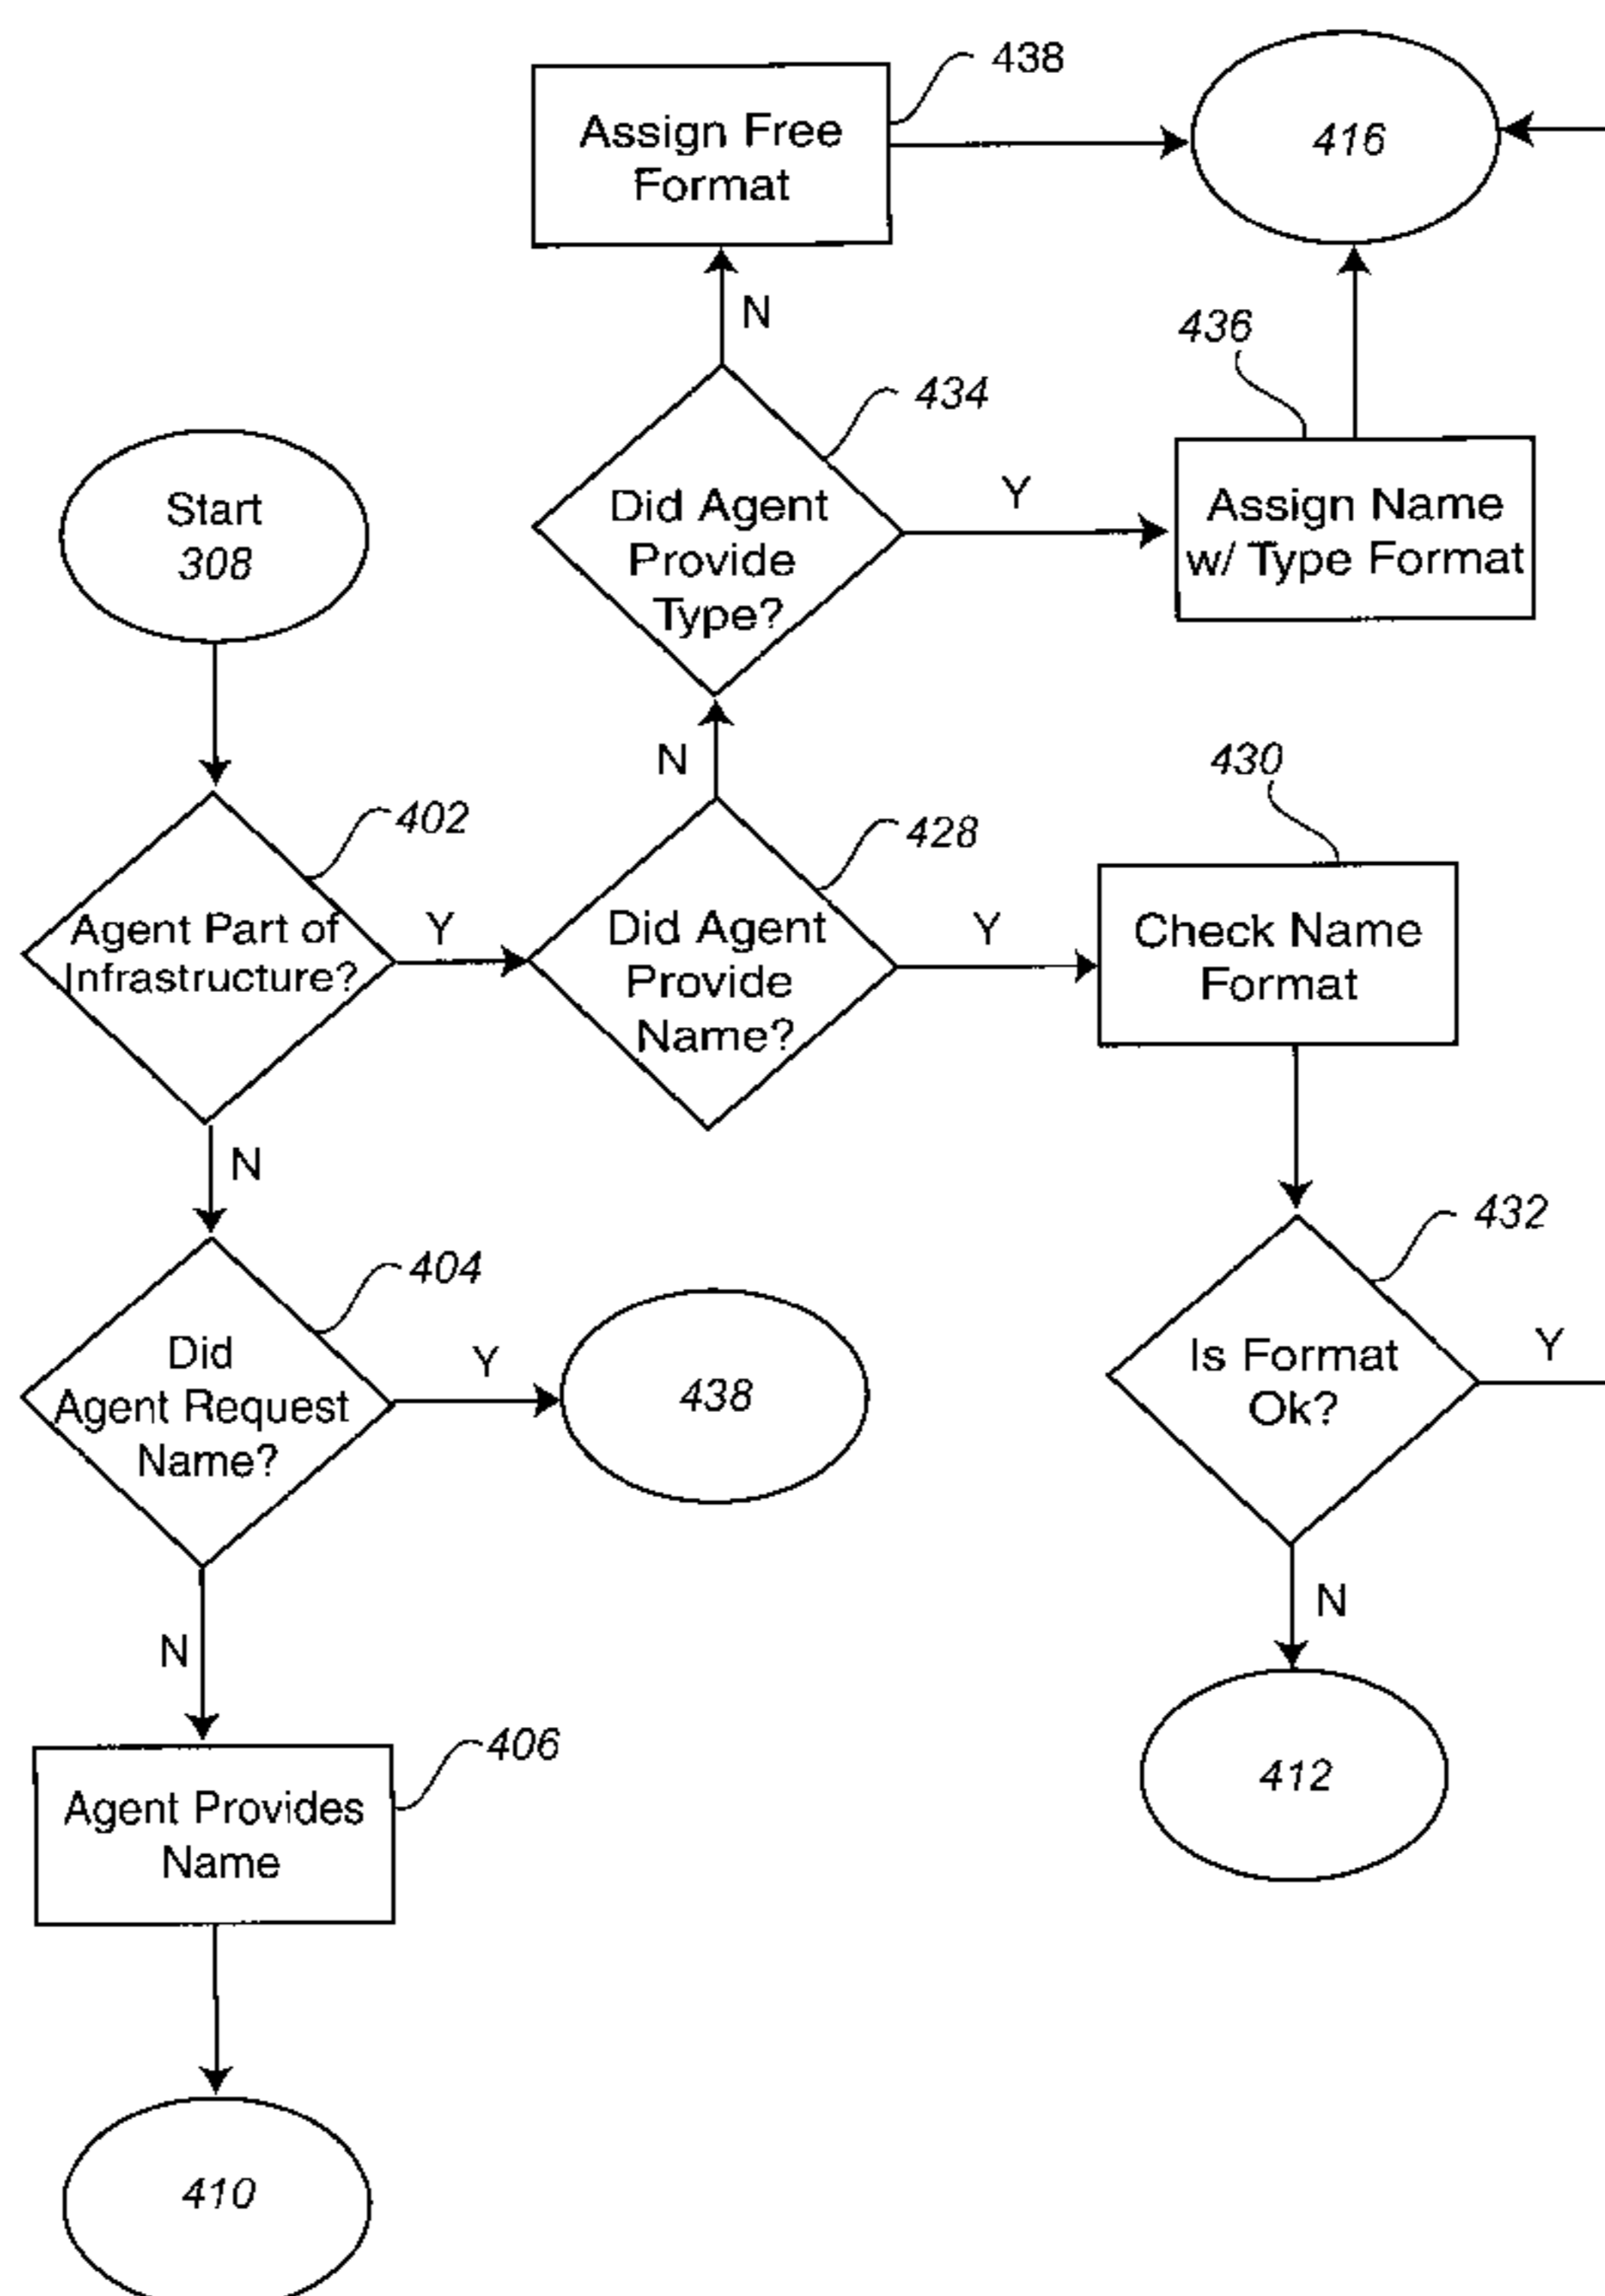 438
Assign Free
Format
416
N
436
434
Did Agent
Provide
Type?
Y
Assign Name
w/ Type Format
Start
308
N
430
402
428
Agent Part of
Infrastructure?
Y
Did Agent
Provide
Name?
Y
Check Name
Format
N
432
404
Did
Agent Request
Name?
Y
438
Is Format
Ok?
Y
N
N
406
Agent Provides
Name
412
410